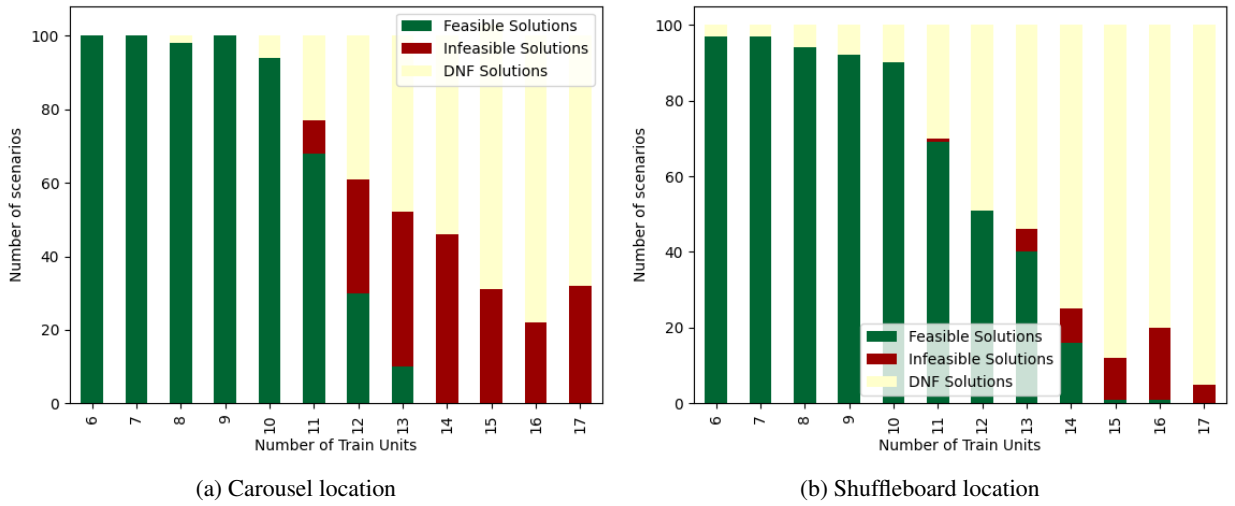 Number of scenarios
100
80
60
40
20
0
Feasible Solutions
Infeasible Solutions
DNF Solutions
6 7 8 9 10 11 12 13 14 15 16 17
Number of Train Units
(a) Carousel location
Number of scenarios
100
80
60
40
20
0
Feasible Solutions
Infeasible Solutions
DNF Solutions
6 7 8 9 10 11 12 13 14 15 16 17
Number of Train Units
(b) Shuffleboard location